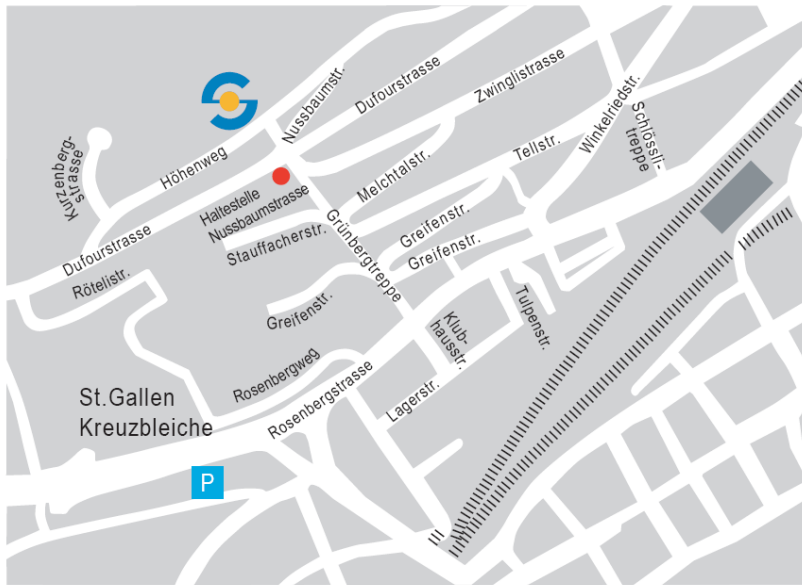 Nussbaumstr.
Dufourstrasse
Zwinglistrasse
Winkelriedstr.
Schlössli-
treppe
Kurzenberg-
strasse
Höhenweg
Haltestelle
Nussbaumstrasse
Melchtalstr.
Tellstr.
Dufourstrasse
Stauffacherstr.
Grünbergtreppe
Greifenstr.
Greifenstr.
Rötelistr.
Greifenstr.
Klub-
hausstr.
Tulpenstr.
Rosenbergweg
Rosenbergstrasse
Lagerstr.
St.Gallen
Kreuzbleiche
P